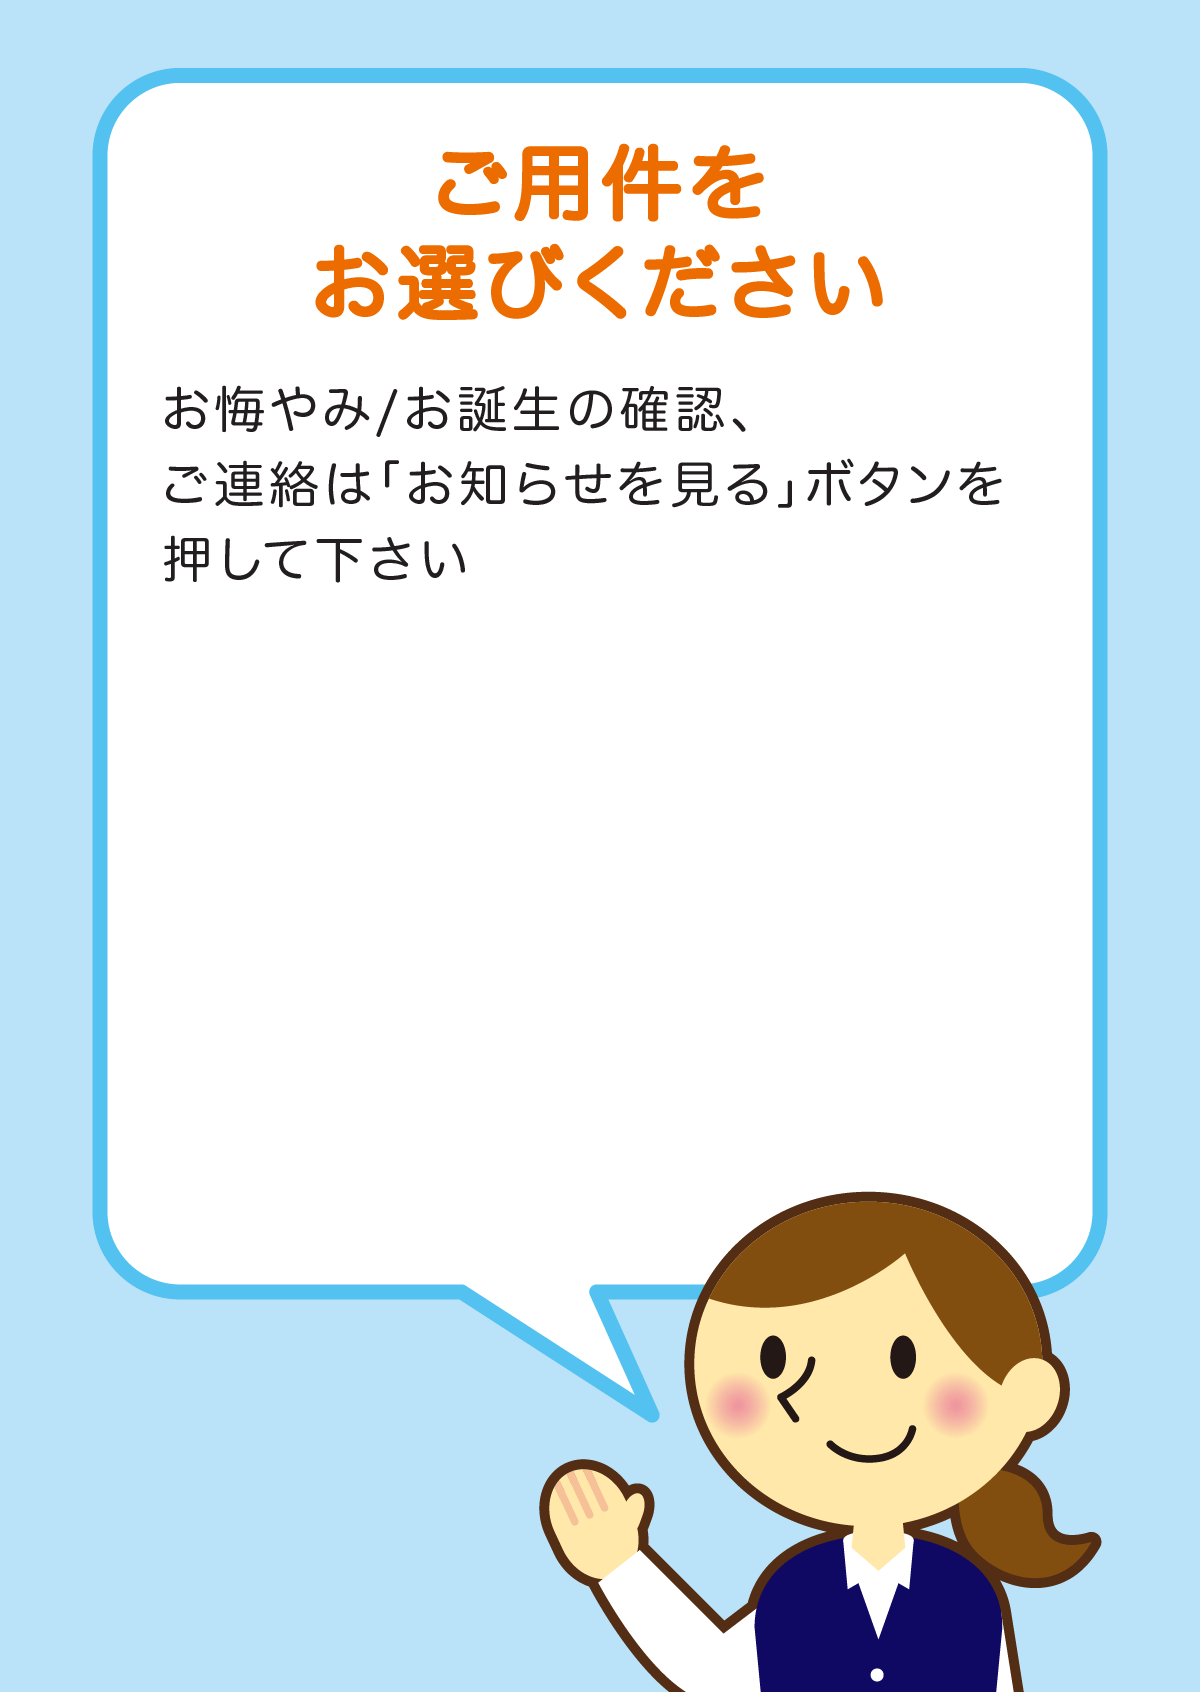 ご用件を
お選びください
お悔やみ/お誕生の確認、
ご連絡は「お知らせを見る」ボタンを
押して下さい